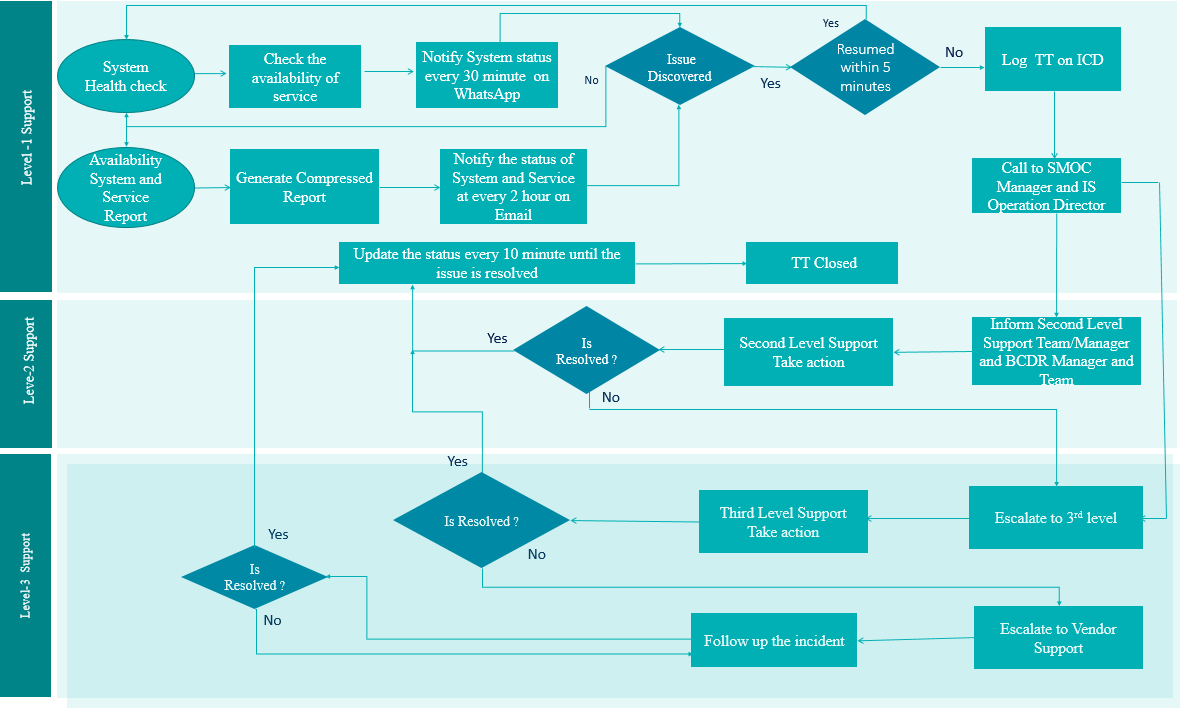 Level -1 Support
System
Health check
Check the
availability of
service
Notify System status
every 30 minute on
WhatsApp
Issue
Discovered
No
Yes
Yes
Resumed
within 5
minutes
No
Log TT on ICD
Availability
System and
Service
Report
Generate Compressed
Report
Notify the status of
System and Service
at every 2 hour on
Email
Call to SMOC
Manager and IS
Operation Director
Update the status every 10 minute until the
issue is resolved
TT Closed
Leve-2 Support
Yes
Is
Resolved ?
No
Second Level Support
Take action
Inform Second Level
Support Team/Manager
and BCDR Manager and
Team
Level-3 Support
Yes
Is Resolved ?
No
Third Level Support
Take action
Escalate to 3rd level
Yes
Is
Resolved ?
No
Follow up the incident
Escalate to Vendor
Support